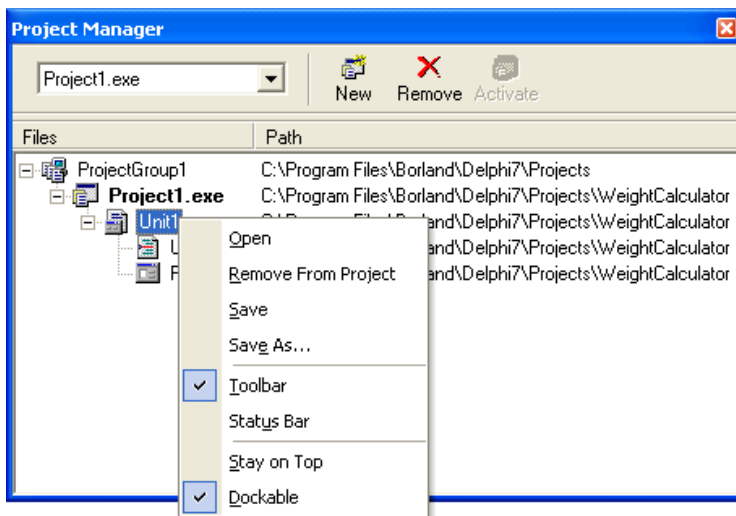 Project Manager
Project1.exe
New Remove Activate
Files Path
ProjectGroup1 C:\Program Files\Borland\Delphi7\Projects
Project1.exe C:\Program Files\Borland\Delphi7\Projects\WeightCalculator
Unit1 and\Delphi7\Projects\WeightCalculator
and\Delphi7\Projects\WeightCalculator
and\Delphi7\Projects\WeightCalculator
Open
Remove From Project
Save
Save As...
Toolbar
Status Bar
Stay on Top
Dockable